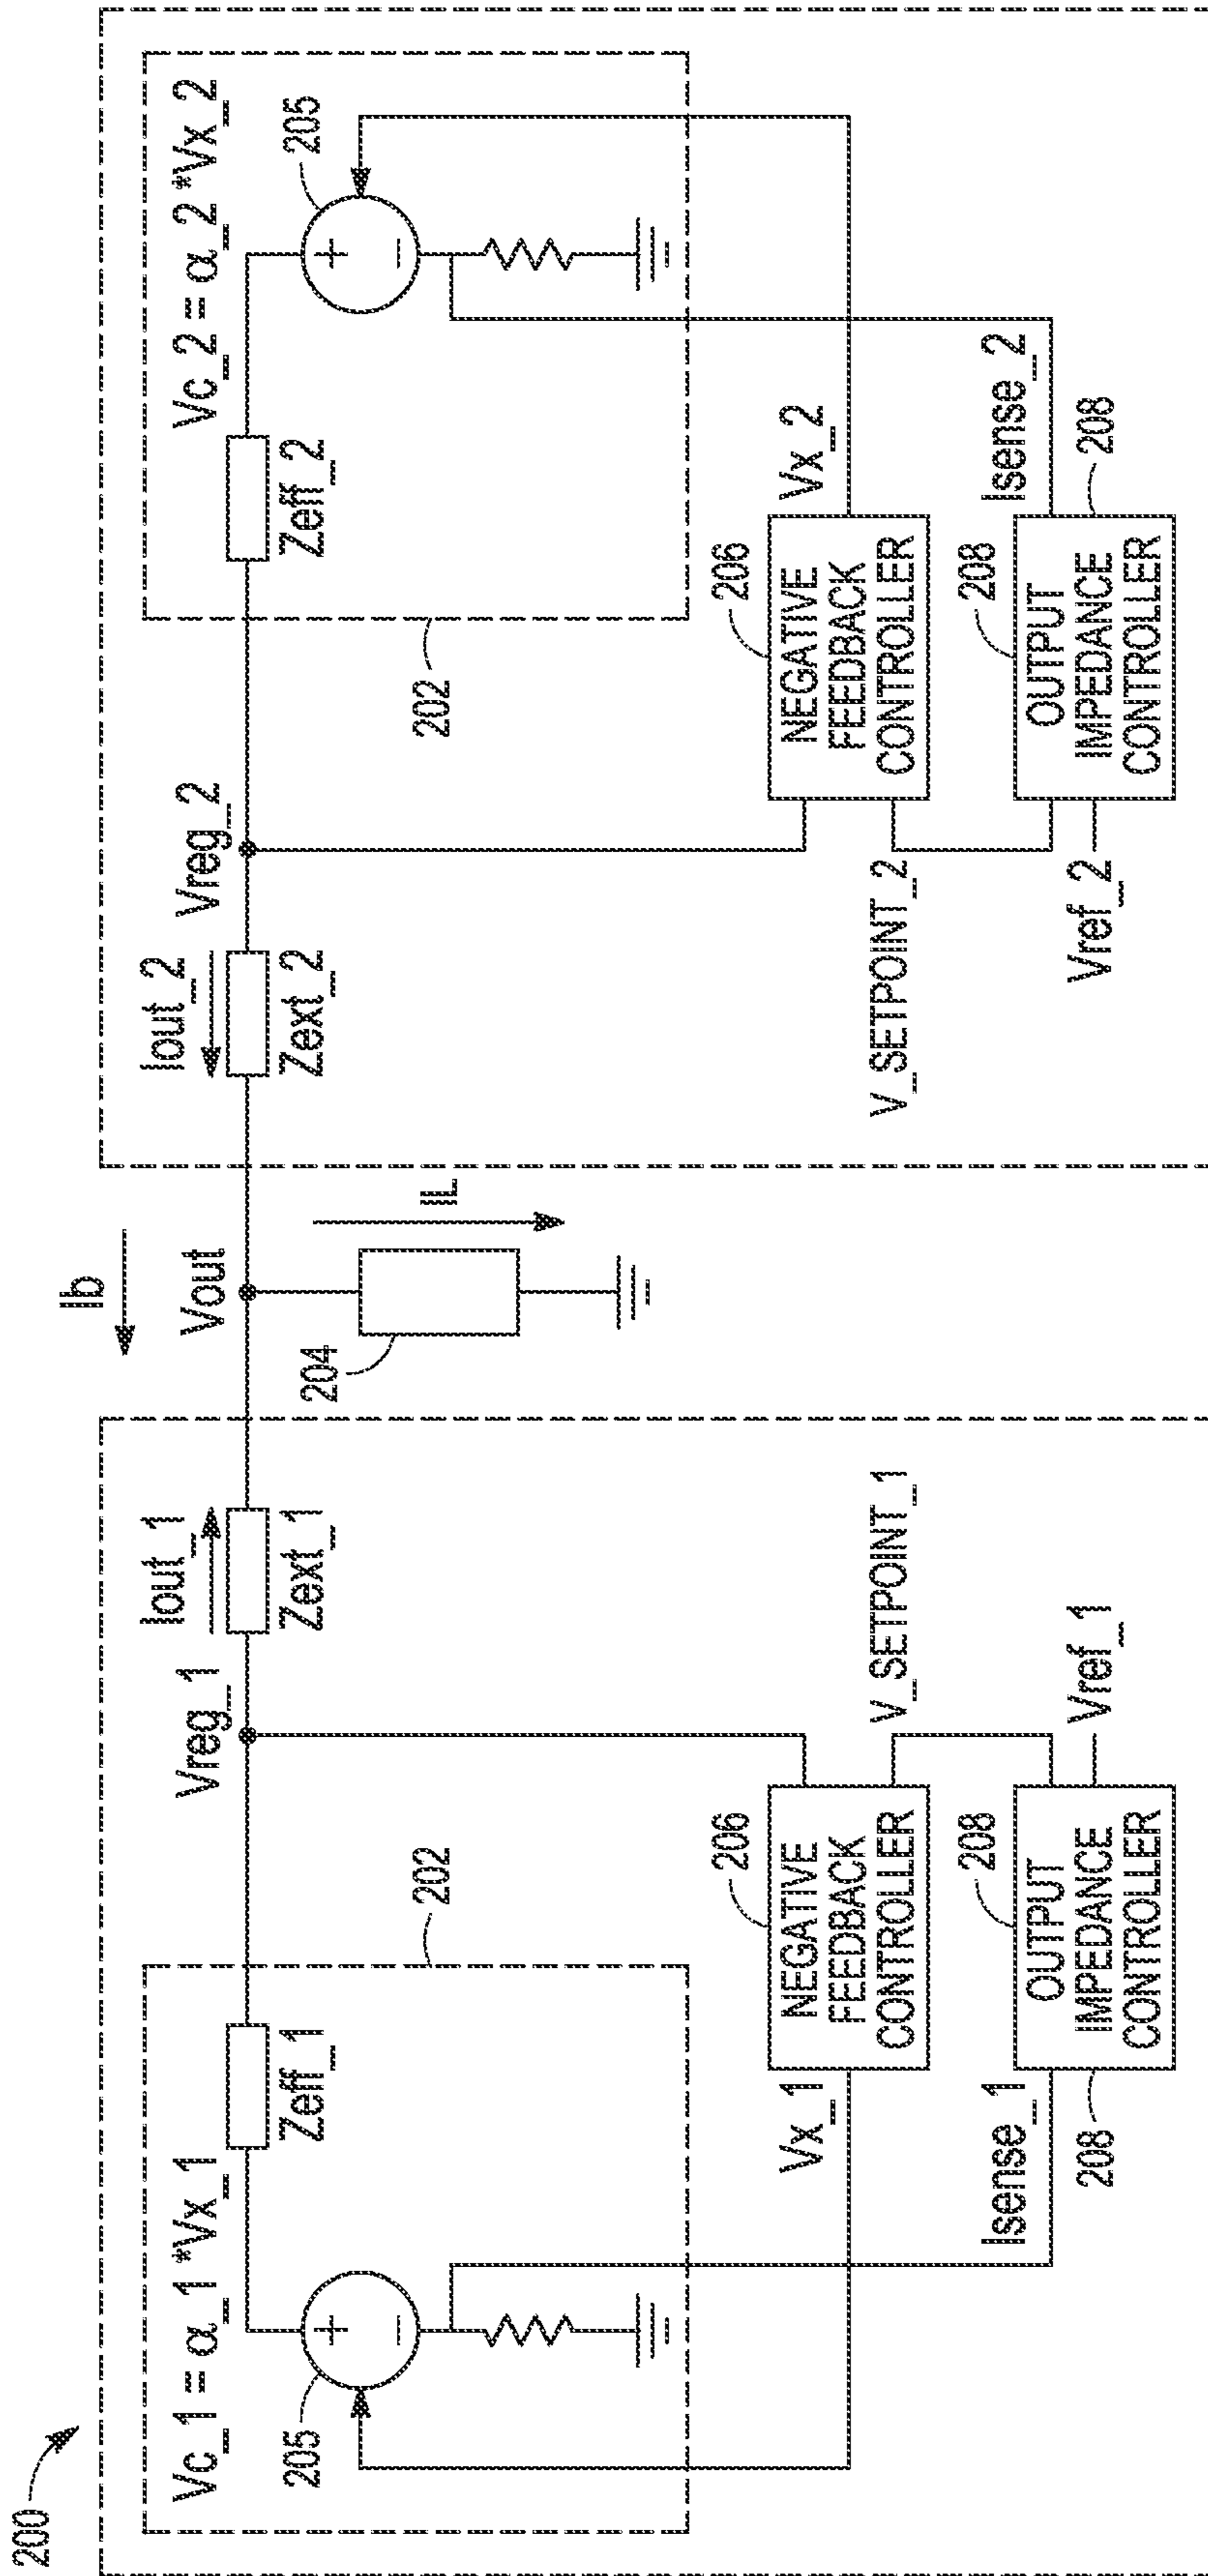 200
Vc_1 = α_1 *Vx_1
205
Zeff_1
202
Vreg_1
Iout_1
Zext_1
Vx_1
206
NEGATIVE
FEEDBACK
CONTROLLER
V_SETPOINT_1
Isense_1
208
208
OUTPUT
IMPEDANCE
CONTROLLER
Vref_1
Ib
Vout
204
IL
Iout_2
Zext_2
Vreg_2
202
Zeff_2
Vc_2 = α_2 *Vx_2
205
V_SETPOINT_2
206
NEGATIVE
FEEDBACK
CONTROLLER
Vx_2
Vref_2
208
OUTPUT
IMPEDANCE
CONTROLLER
Isense_2
208
+
−
+
−